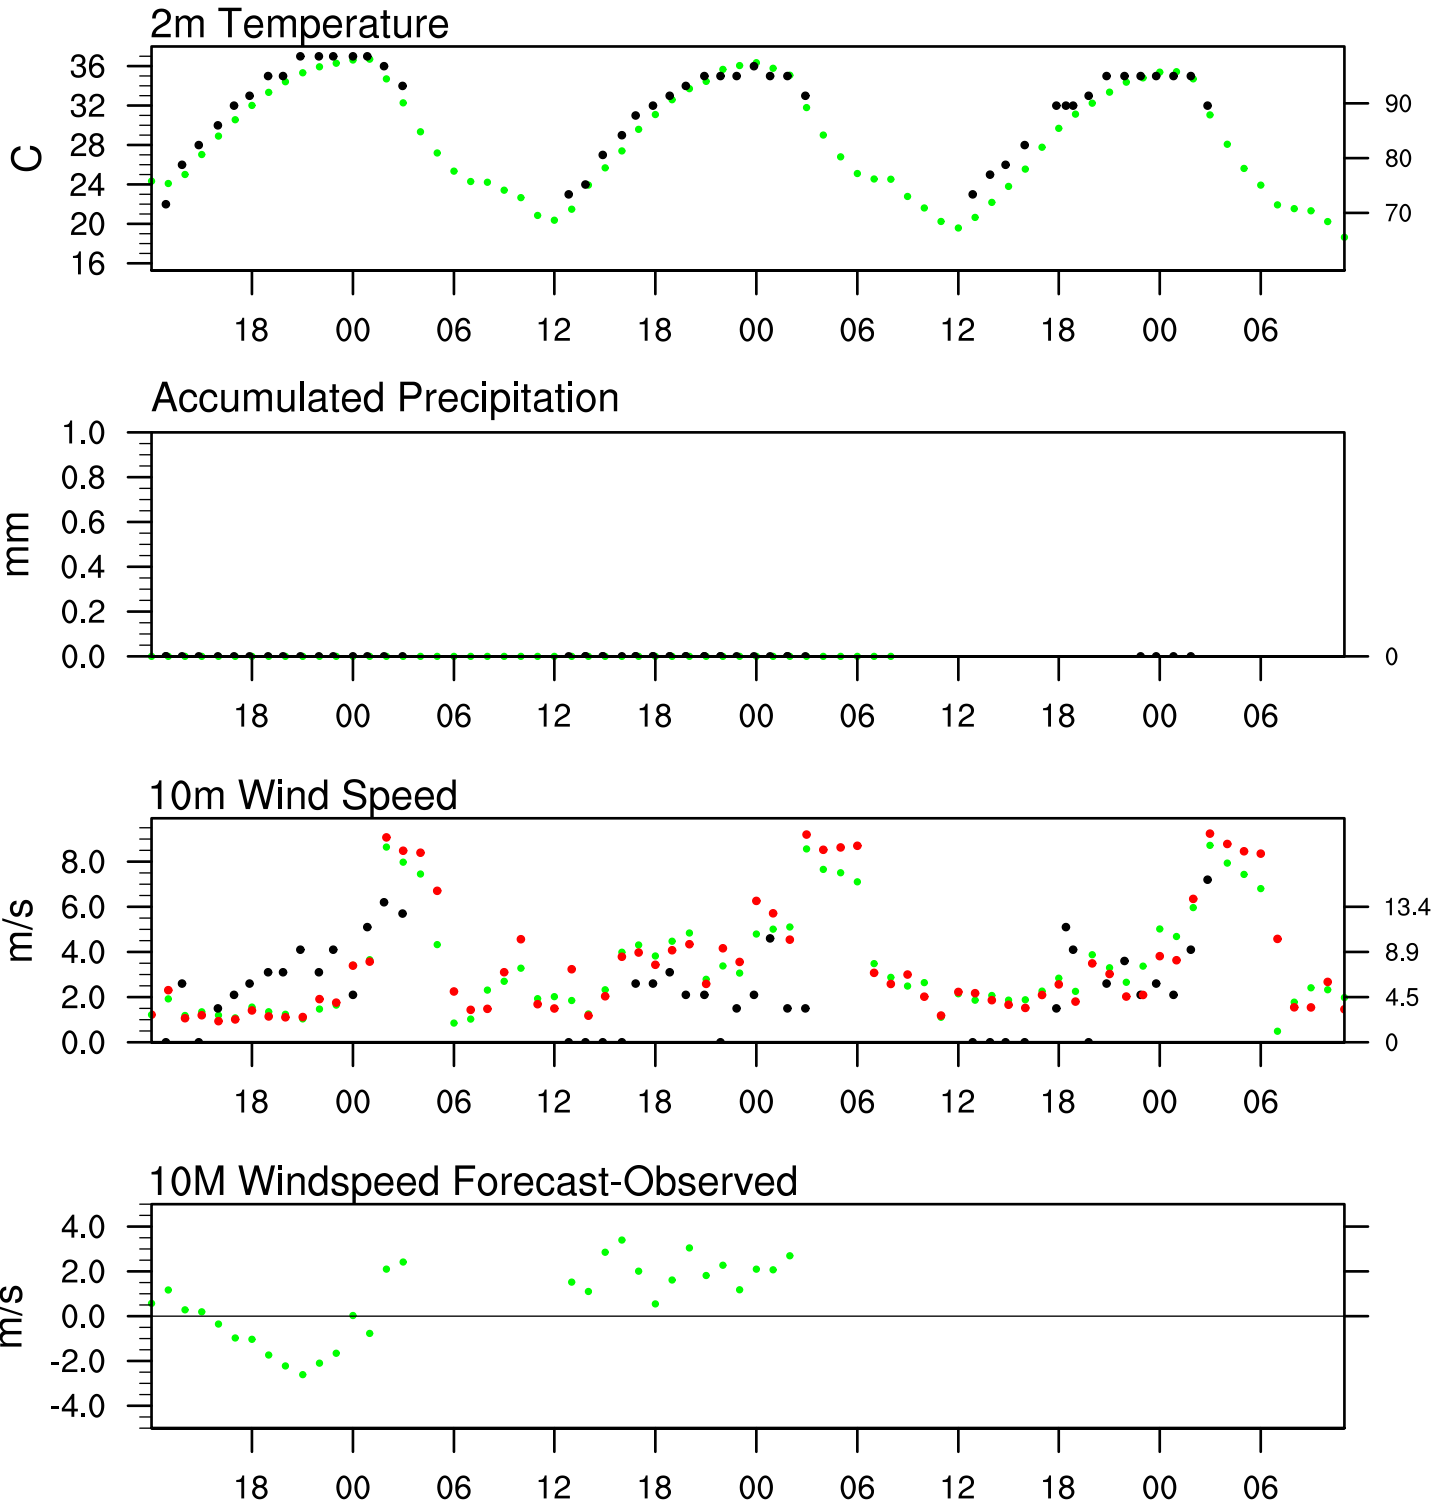 2m Temperature
C
36
32
28
24
20
16
90
80
70
18 00 06 12 18 00 06 12 18 00 06
Accumulated Precipitation
mm
1.0
0.8
0.6
0.4
0.2
0.0
0
18 00 06 12 18 00 06 12 18 00 06
10m Wind Speed
m/s
8.0
6.0
4.0
2.0
0.0
13.4
8.9
4.5
0
18 00 06 12 18 00 06 12 18 00 06
10M Windspeed Forecast-Observed
m/s
4.0
2.0
0.0
-2.0
-4.0
18 00 06 12 18 00 06 12 18 00 06